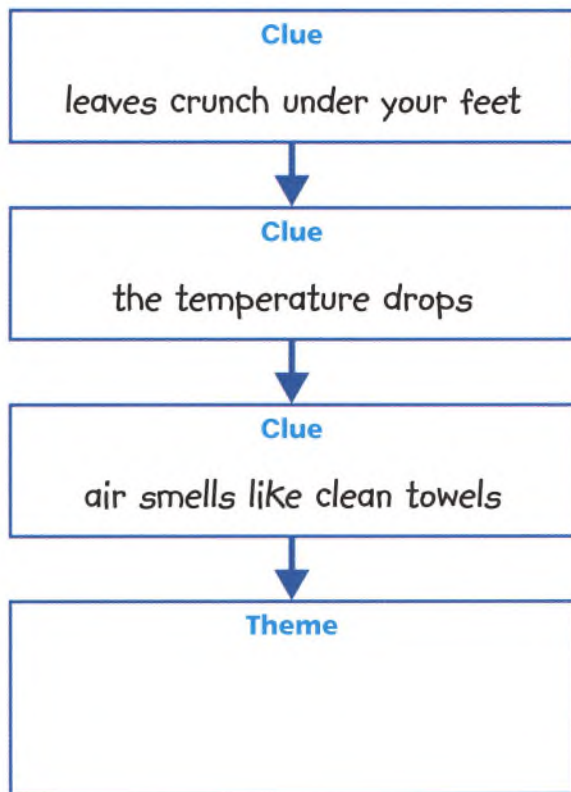 Clue
leaves crunch under your feet
Clue
the temperature drops
Clue
air smells like clean towels
Theme